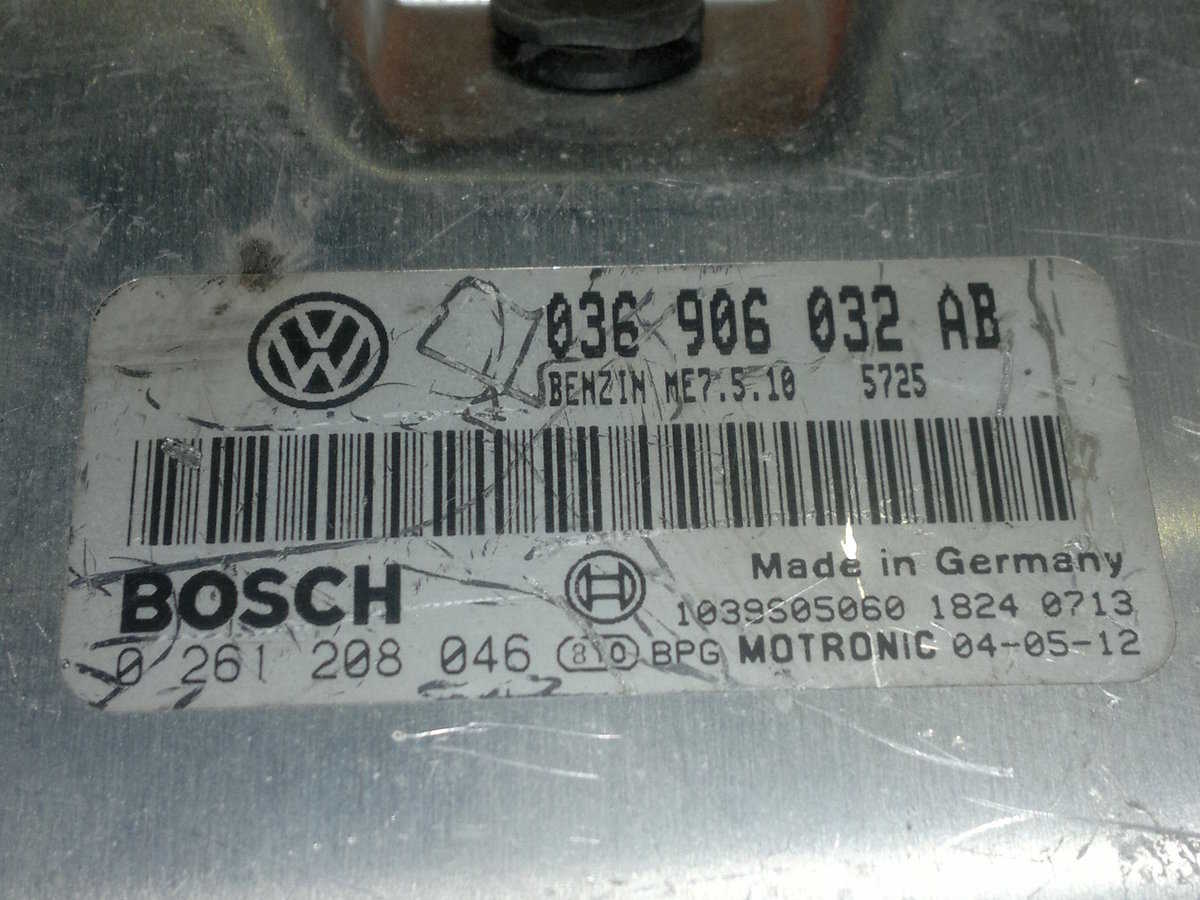 036 906 032 AB
BENZIN ME7.5.10 5725
Made in Germany
BOSCH
1039S05060 1824 0713
0 261 208 046 810 BPG MOTRONIC 04-05-12